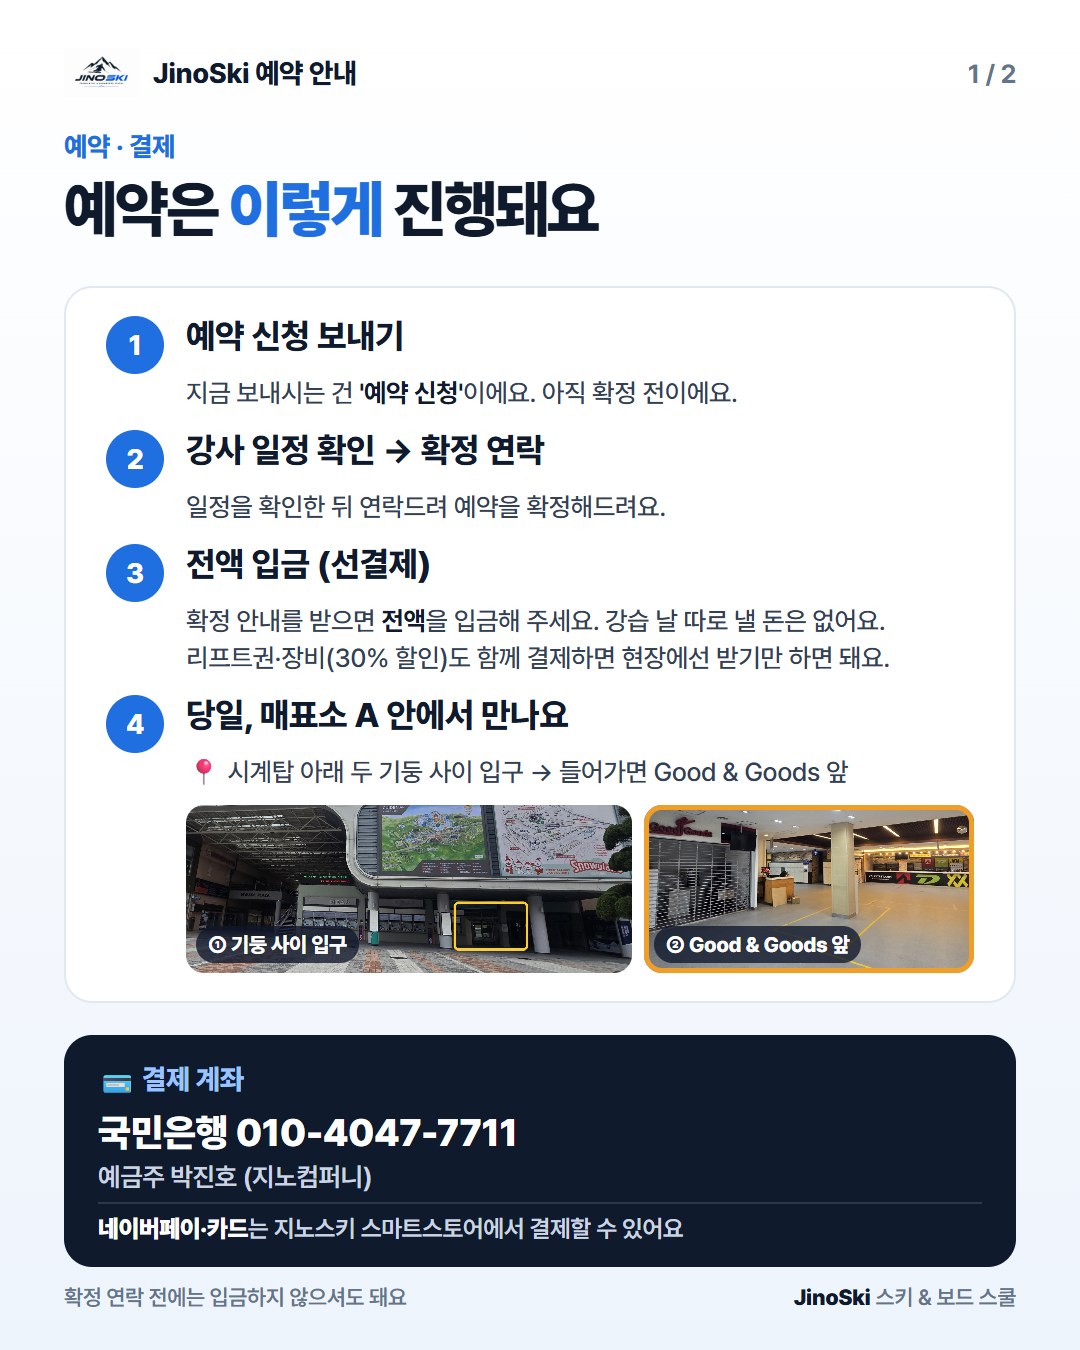 JINOSKI
JinoSki 예약 안내
1 / 2
예약 · 결제
예약은 이렇게 진행돼요
1
예약 신청 보내기
지금 보내시는 건 '예약 신청'이에요. 아직 확정 전이에요.
2
강사 일정 확인 → 확정 연락
일정을 확인한 뒤 연락드려 예약을 확정해드려요.
3
전액 입금 (선결제)
확정 안내를 받으면 전액을 입금해 주세요. 강습 날 따로 낼 돈은 없어요.
리프트권·장비(30% 할인)도 함께 결제하면 현장에선 받기만 하면 돼요.
4
당일, 매표소 A 안에서 만나요
📍 시계탑 아래 두 기둥 사이 입구 → 들어가면 Good & Goods 앞
① 기둥 사이 입구
② Good & Goods 앞
💳 결제 계좌
국민은행 010-4047-7711
예금주 박진호 (지노컴퍼니)
네이버페이·카드는 지노스키 스마트스토어에서 결제할 수 있어요
확정 연락 전에는 입금하지 않으셔도 돼요
JinoSki 스키 & 보드 스쿨